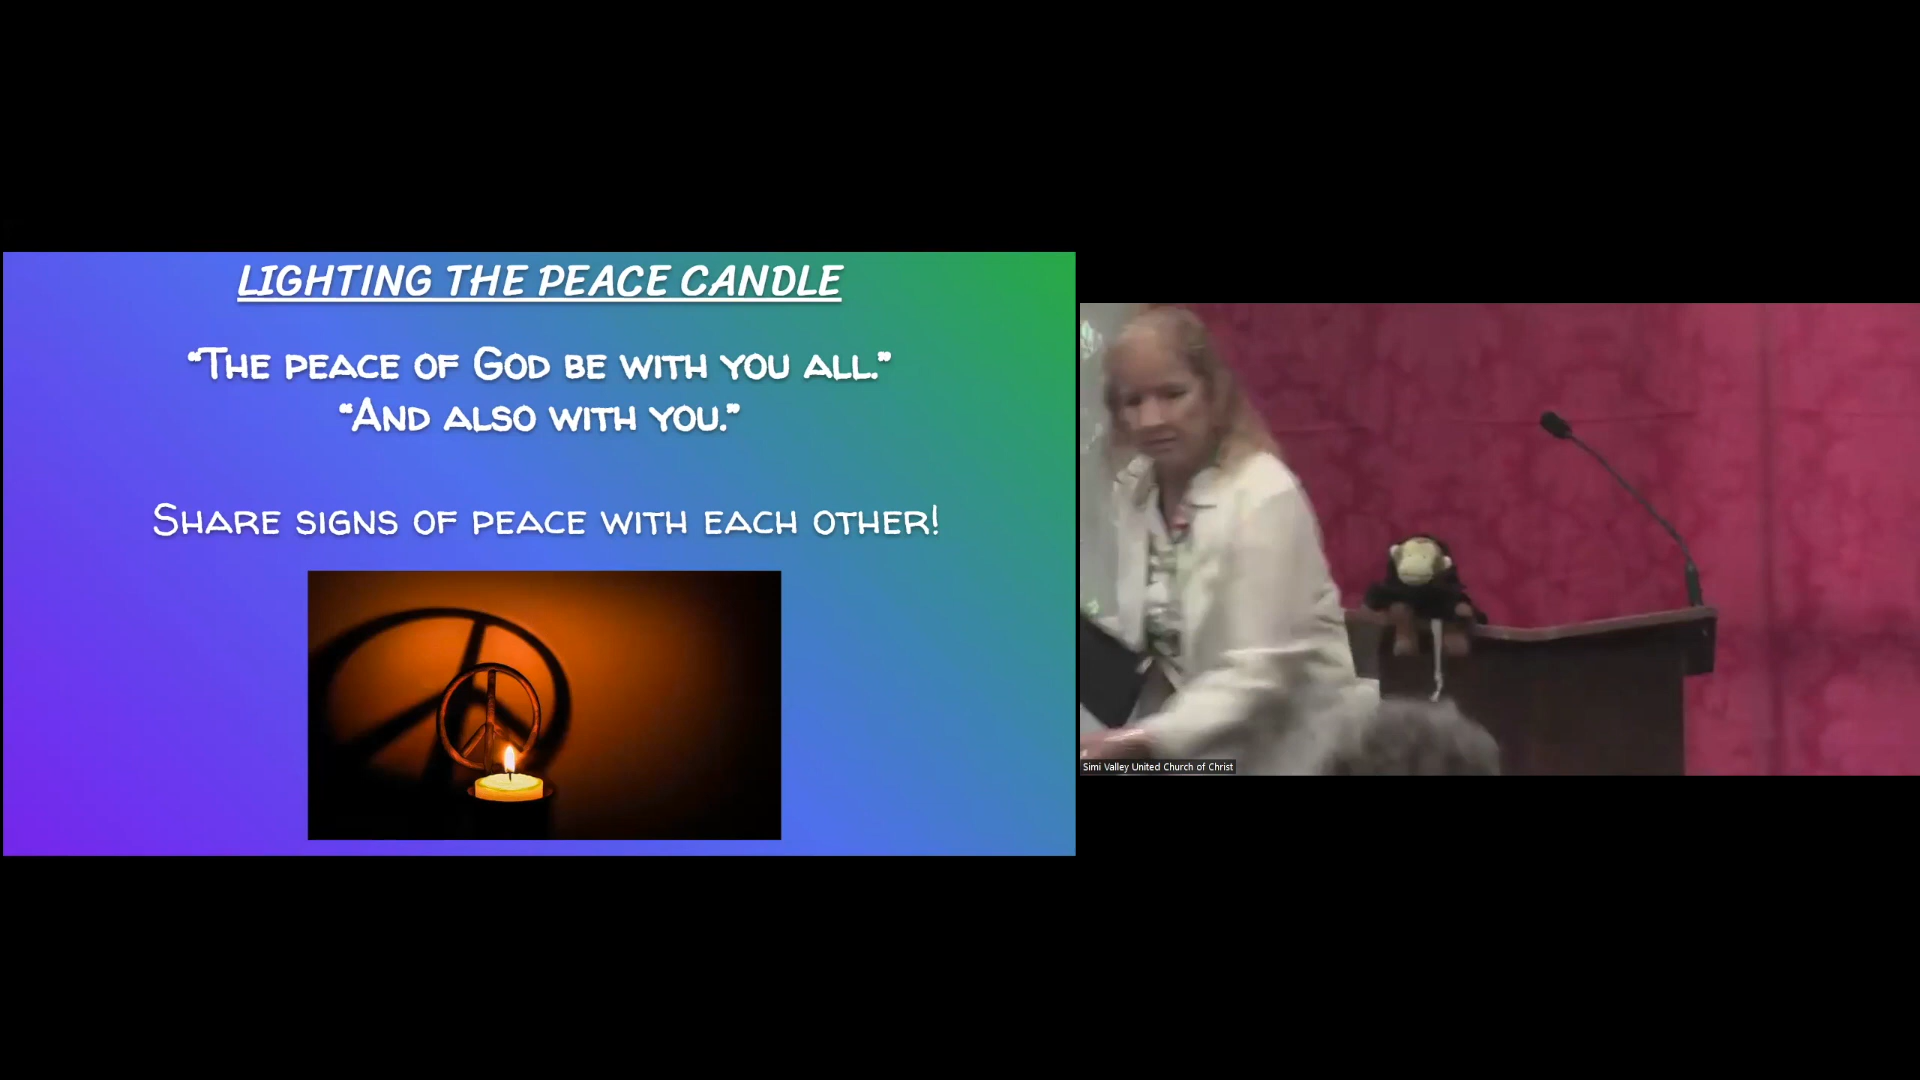 LIGHTING THE PEACE CANDLE
“The peace of God be with you all.”
“And also with you.”
Share signs of peace with each other!
Simi Valley United Church of Christ